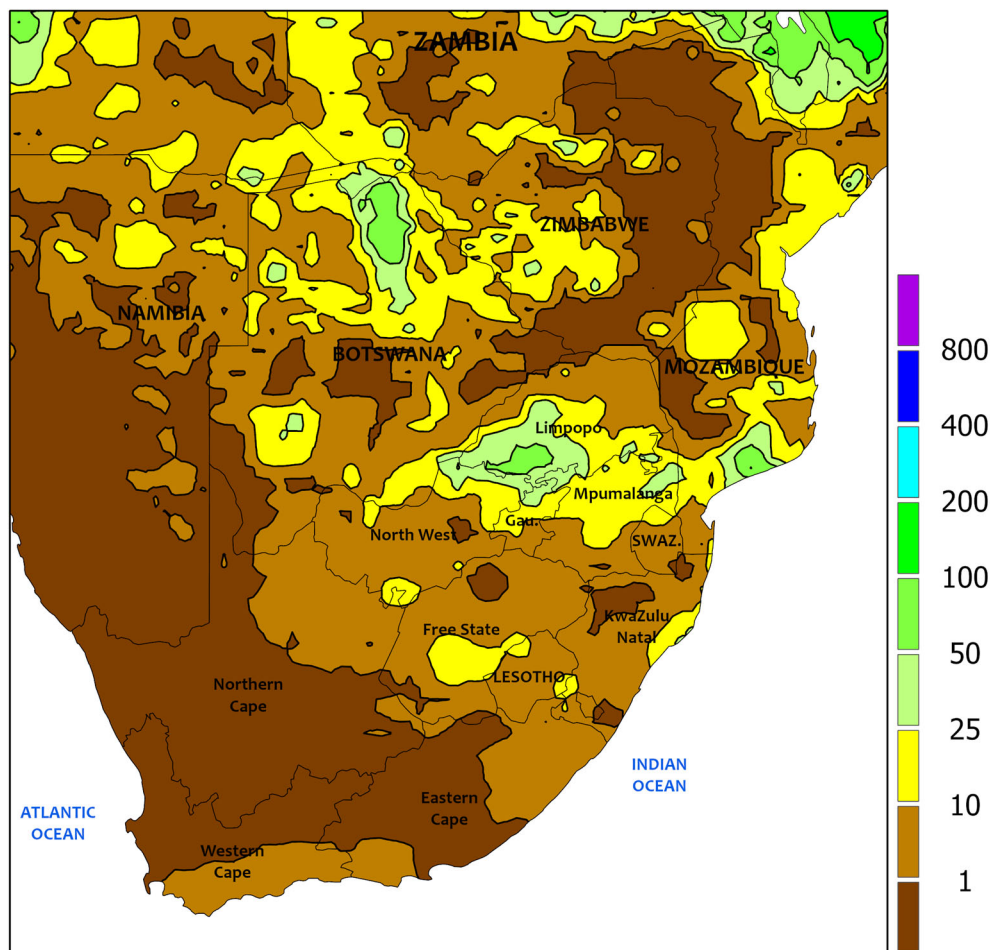 ZAMBIA
ZIMBABWE
NAMIBIA
BOTSWANA
MOZAMBIQUE
Limpopo
Mpumalanga
Gau.
North West
SWAZ.
KwaZulu
Natal
Free State
LESOTHO
Northern
Cape
Eastern
Cape
Western
Cape
ATLANTIC
OCEAN
INDIAN
OCEAN
800
400
200
100
50
25
10
1